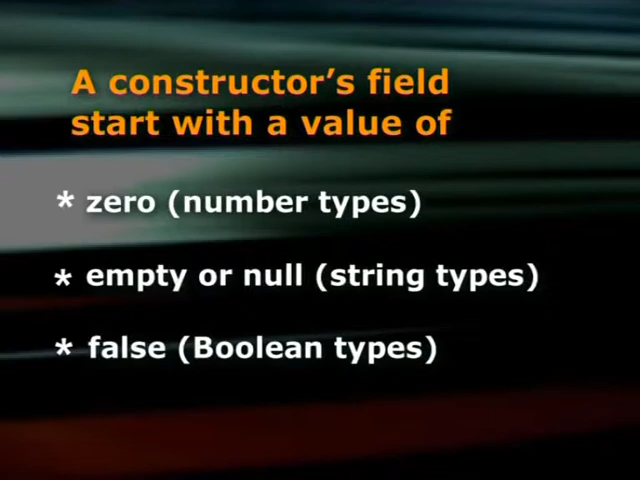 A constructor’s field
start with a value of
* zero (number types)
* empty or null (string types)
* false (Boolean types)